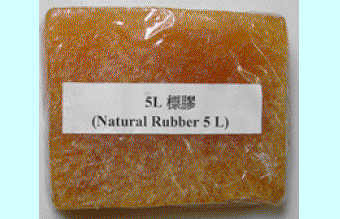 5L 標膠
(Natural Rubber 5 L)